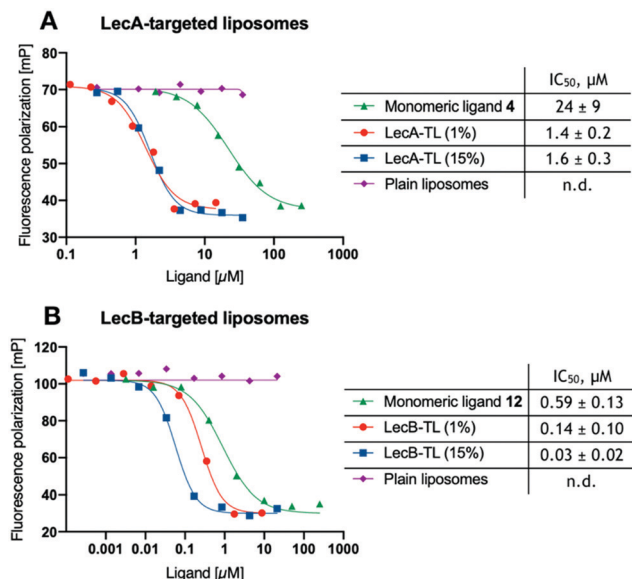 A LecA-targeted liposomes
Fluorescence polarization [mP]
80
70
60
50
40
30
0.1 1 10 100 1000 10000
Ligand [µM]
IC50, µM
Monomeric ligand 4 24 ± 9
LecA-TL (1%) 1.4 ± 0.2
LecA-TL (15%) 1.6 ± 0.3
Plain liposomes n.d.
B LecB-targeted liposomes
Fluorescence polarization [mP]
120
100
80
60
40
20
0.001 0.01 0.1 1 10 100 1000
Ligand [µM]
IC50, µM
Monomeric ligand 12 0.59 ± 0.13
LecB-TL (1%) 0.14 ± 0.10
LecB-TL (15%) 0.03 ± 0.02
Plain liposomes n.d.